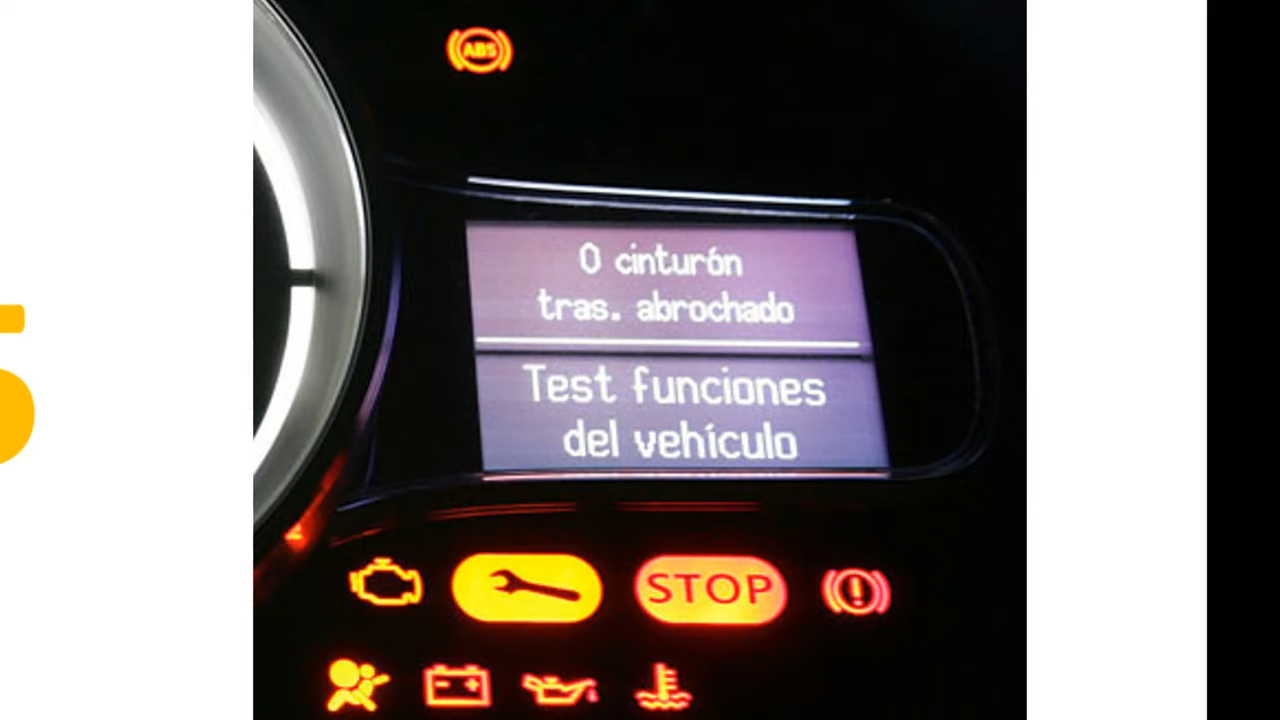 ABS
0 cinturón
tras. abrochado
Test funciones
del vehículo
STOP